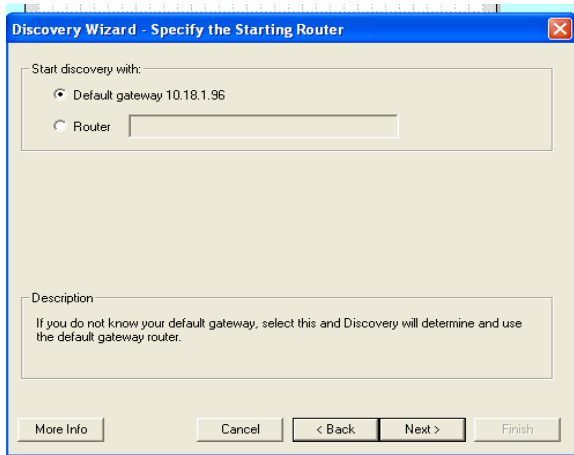 Discovery Wizard - Specify the Starting Router
Start discovery with:
Default gateway 10.18.1.96
Router
Description
If you do not know your default gateway, select this and Discovery will determine and use
the default gateway router.
More Info
Cancel
< Back
Next >
Finish